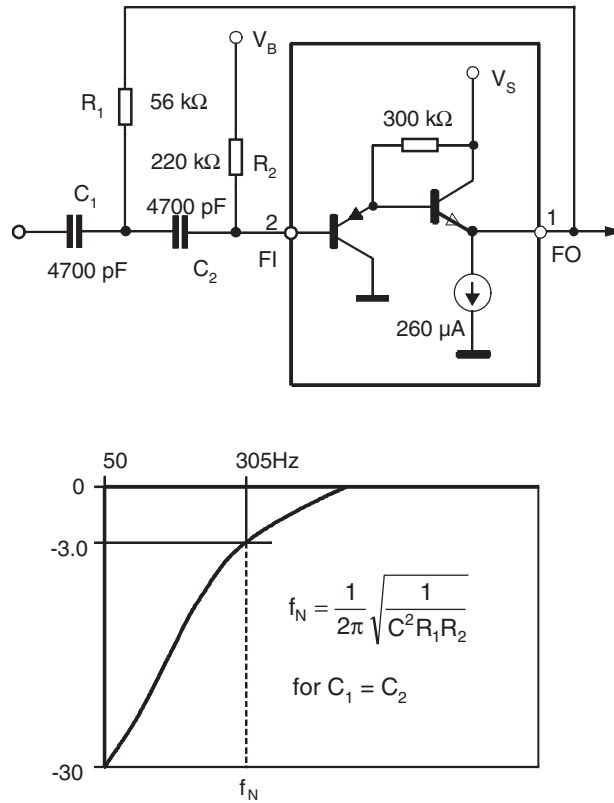 V_B
V_S
R_1
56 kΩ
300 kΩ
220 kΩ
R_2
C_1
4700 pF
2
1
FI
FO
4700 pF
C_2
260 µA
50
305Hz
0
-3.0
f_N = 1/2π √(1/C²R_1R_2)
for C_1 = C_2
-30
f_N